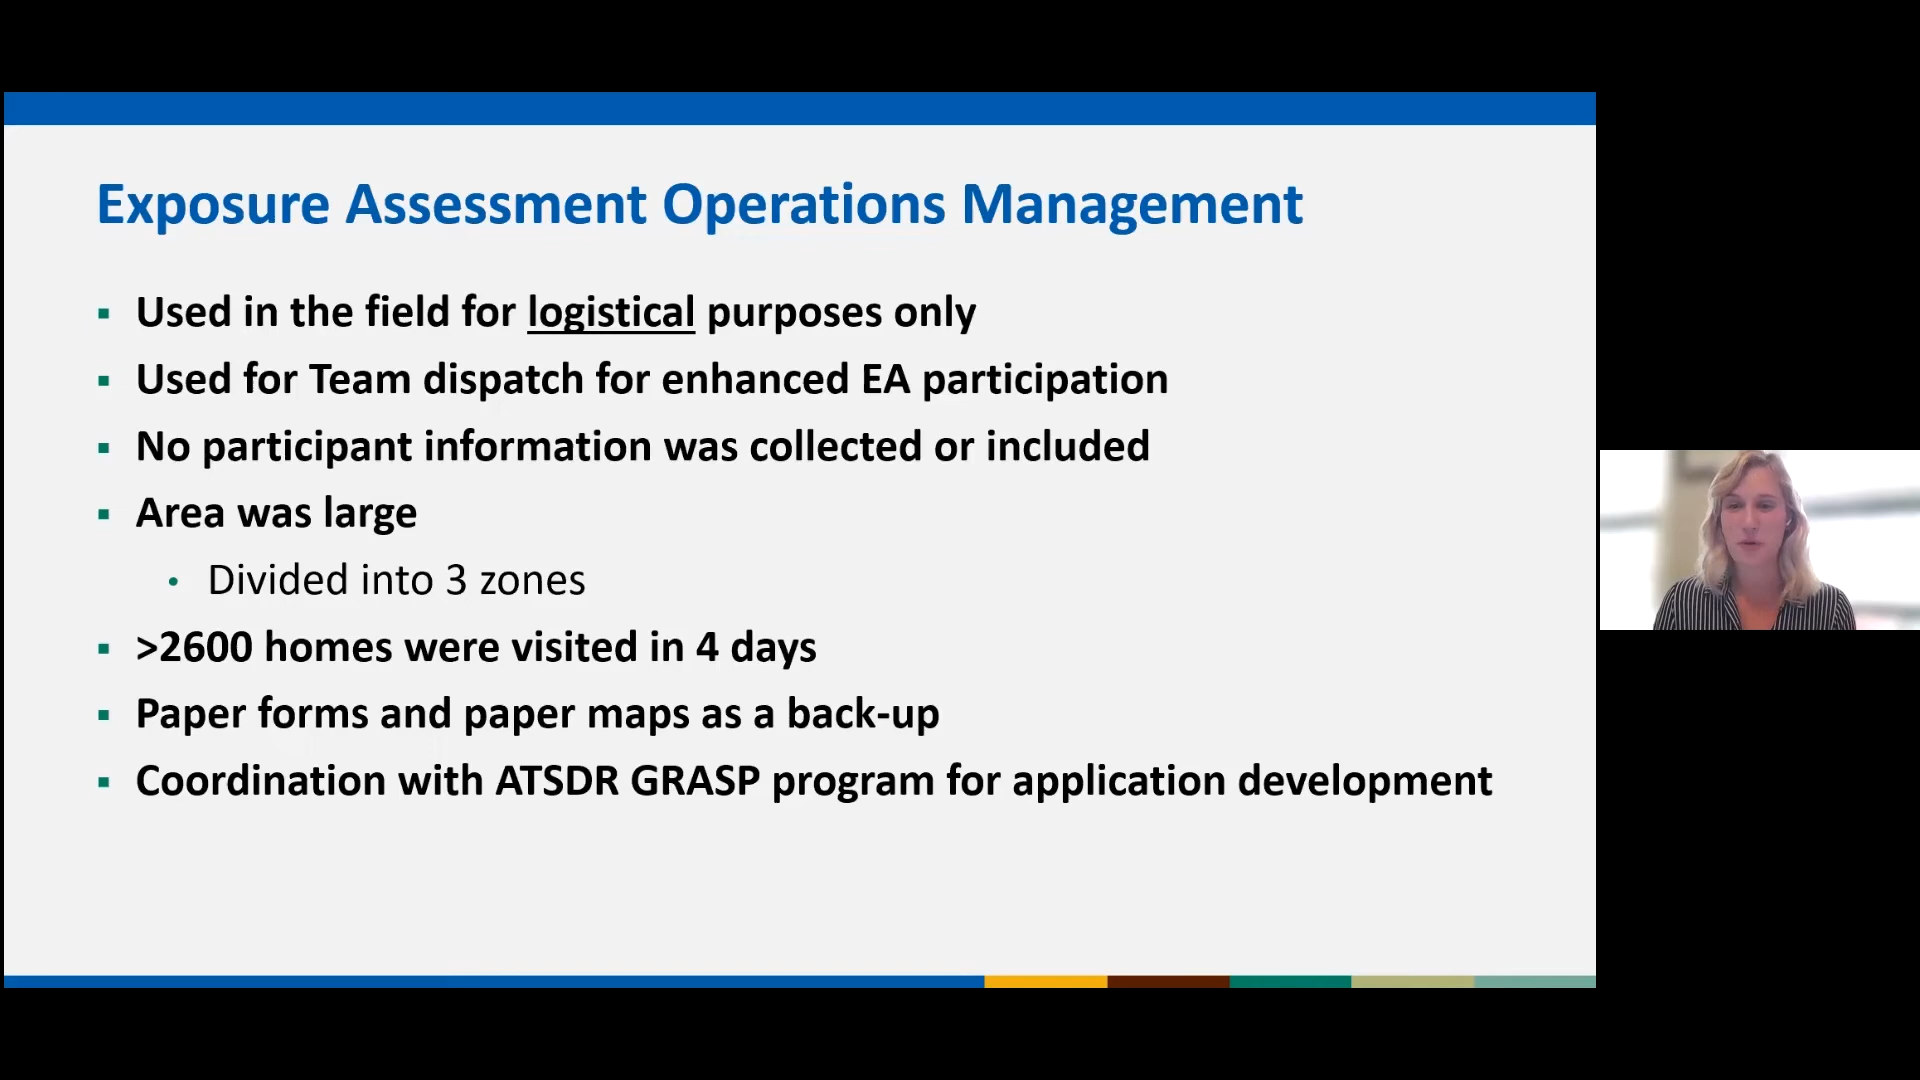 Exposure Assessment Operations Management
▪ Used in the field for logistical purposes only
▪ Used for Team dispatch for enhanced EA participation
▪ No participant information was collected or included
▪ Area was large
• Divided into 3 zones
▪ >2600 homes were visited in 4 days
▪ Paper forms and paper maps as a back-up
▪ Coordination with ATSDR GRASP program for application development